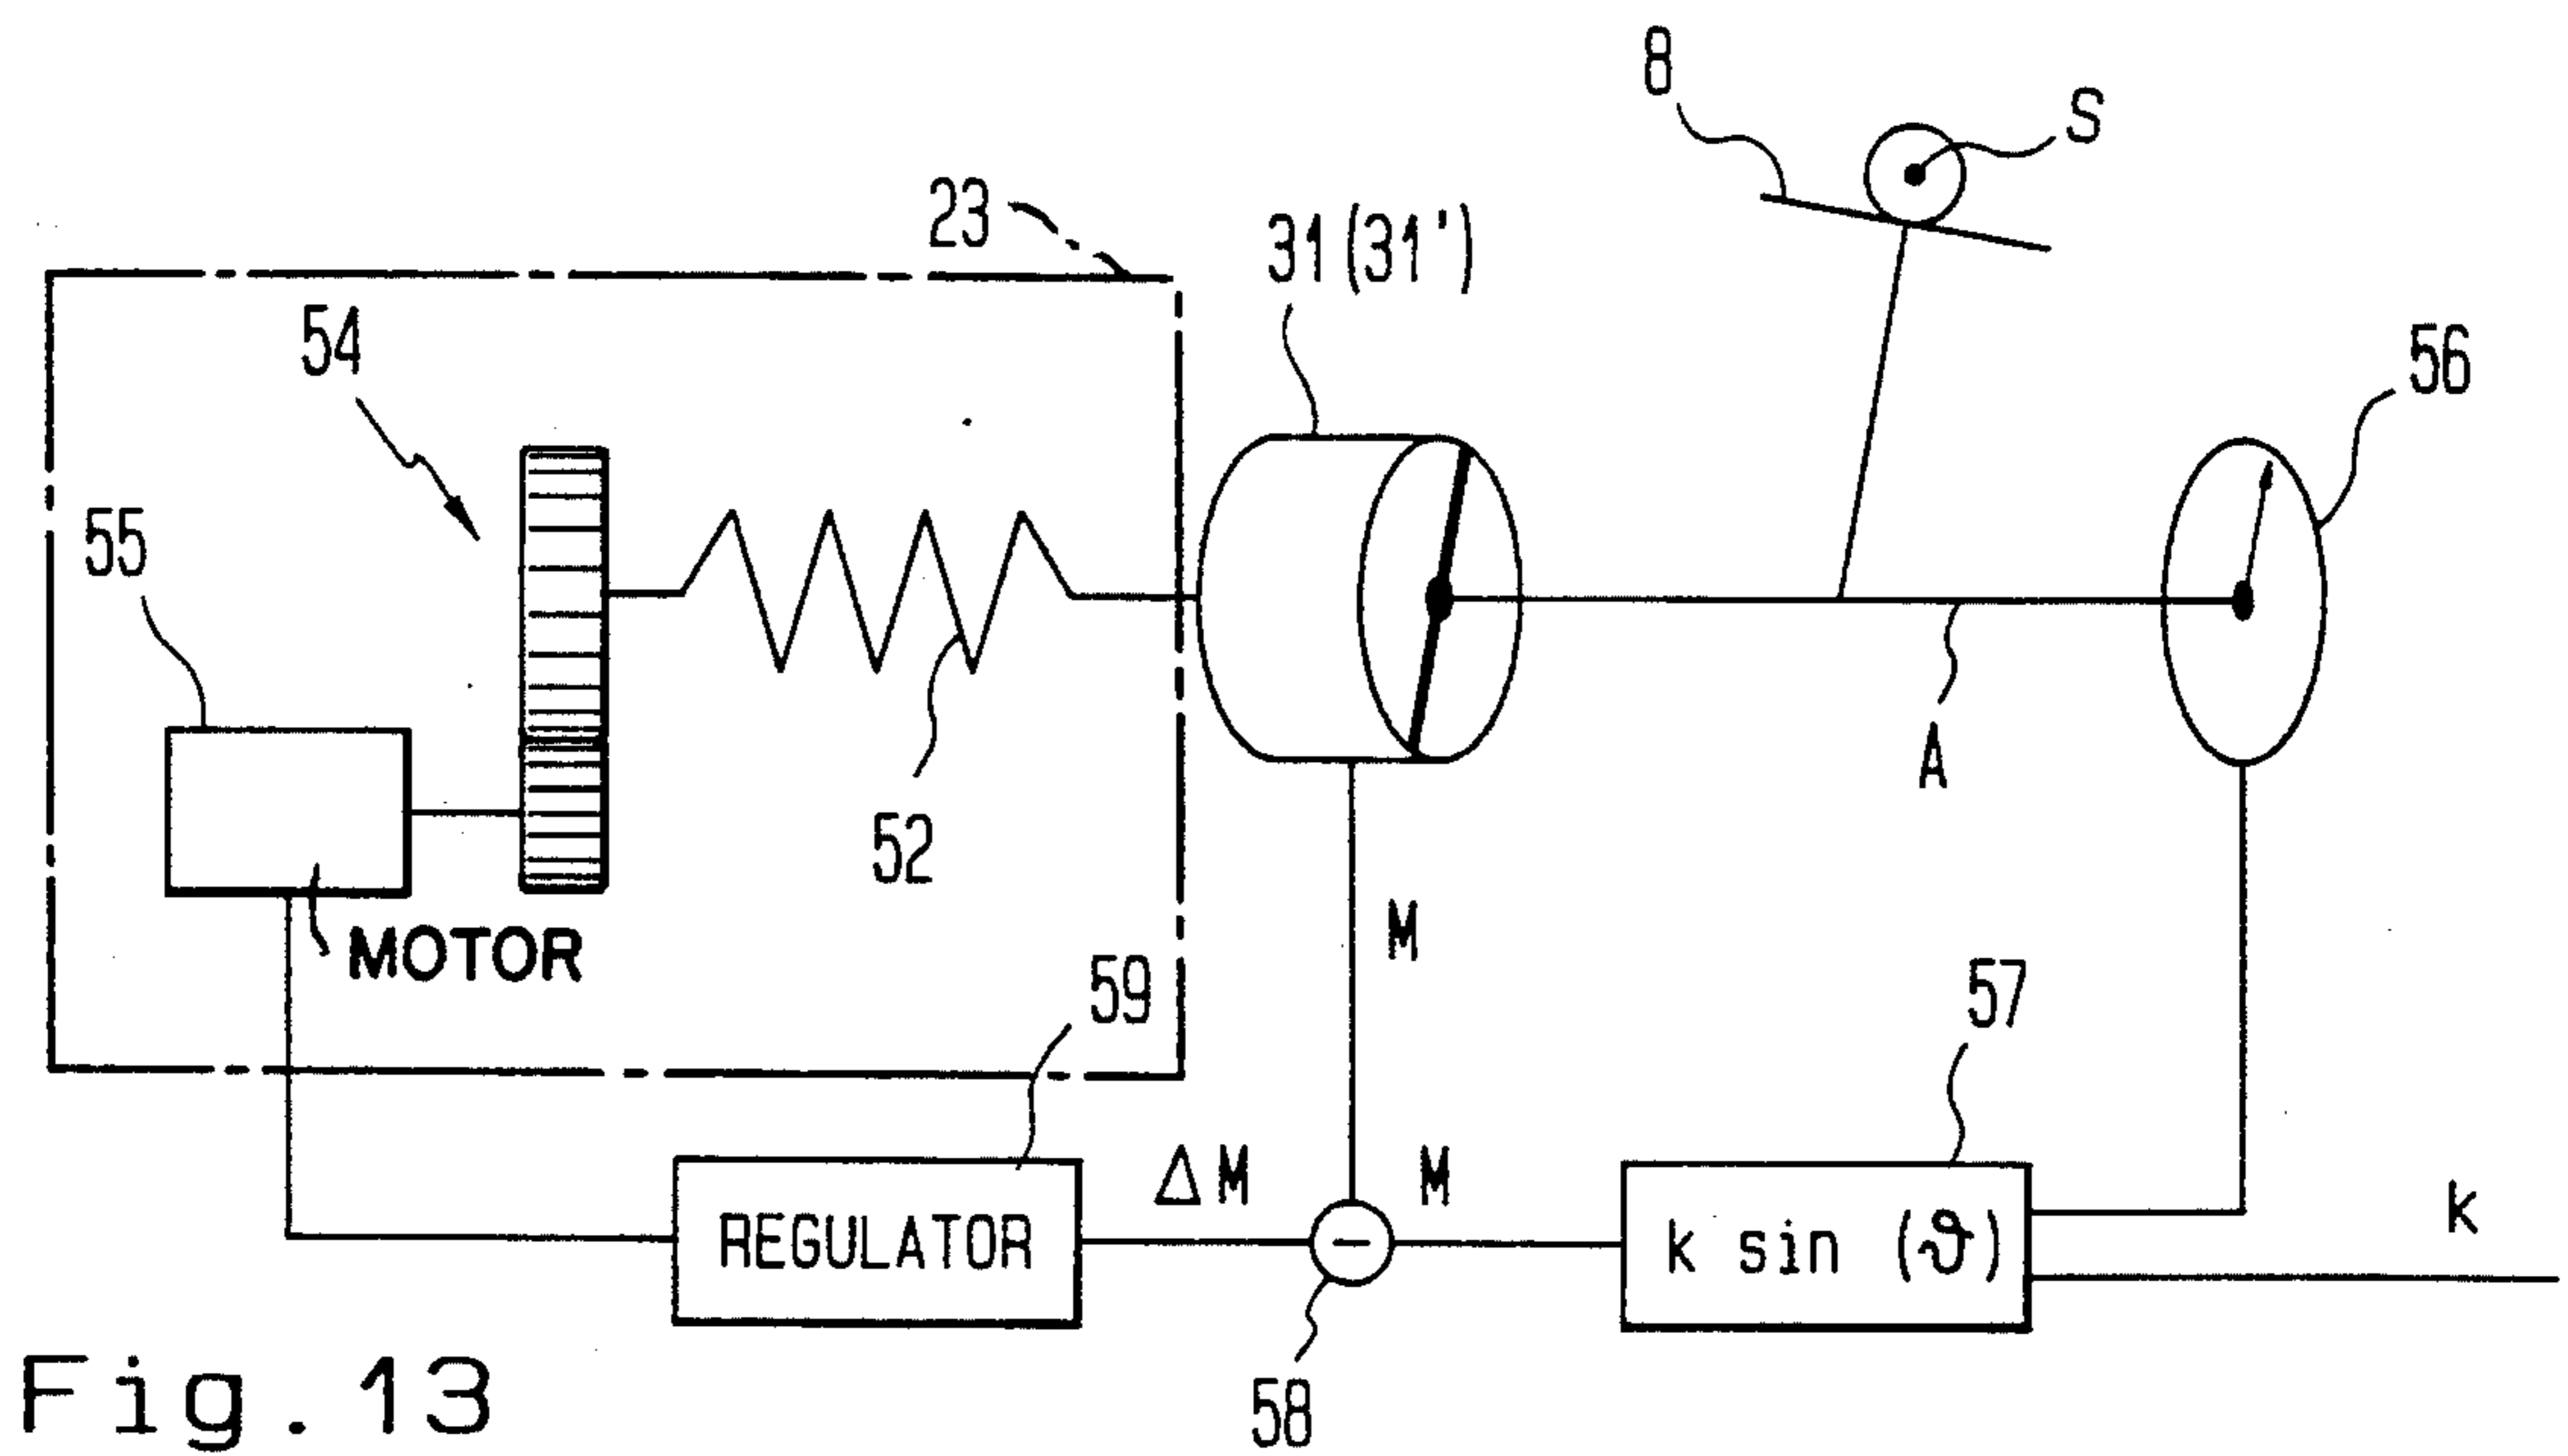 8
S
23
31(31')
54
56
55
52
A
M
MOTOR
59
57
ΔM
M
k
REGULATOR
−
k sin (ϑ)
58
Fig.13